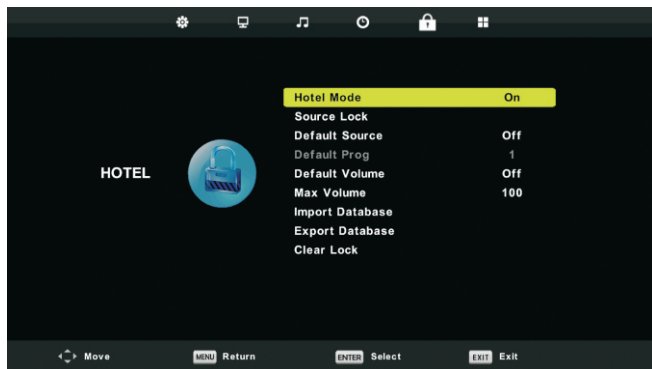 Hotel Mode On
Source Lock
Default Source Off
Default Prog 1
HOTEL
Default Volume Off
Max Volume 100
Import Database
Export Database
Clear Lock
Move MENU Return ENTER Select EXIT Exit